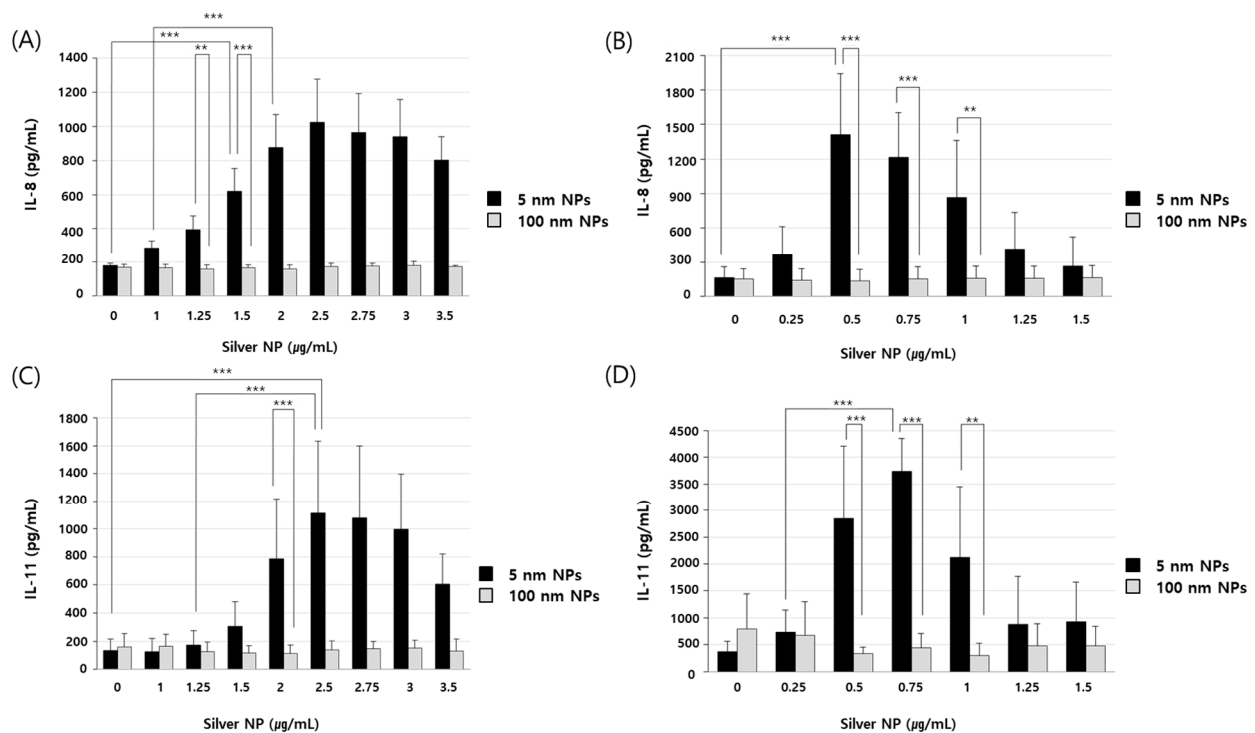 (A)
***
***
**
***
1400
1200
1000
800
600
400
200
0
IL-8 (pg/mL)
0 1 1.25 1.5 2 2.5 2.75 3 3.5
Silver NP (㎍/mL)
5 nm NPs
100 nm NPs
(B)
***
***
***
**
2100
1800
1500
1200
900
600
300
0
IL-8 (pg/mL)
0 0.25 0.5 0.75 1 1.25 1.5
Silver NP (㎍/mL)
5 nm NPs
100 nm NPs
(C)
***
***
***
1800
1600
1400
1200
1000
800
600
400
200
0
IL-11 (pg/mL)
0 1 1.25 1.5 2 2.5 2.75 3 3.5
Silver NP (㎍/mL)
5 nm NPs
100 nm NPs
(D)
***
***
***
**
4500
4000
3500
3000
2500
2000
1500
1000
500
0
IL-11 (pg/mL)
0 0.25 0.5 0.75 1 1.25 1.5
Silver NP (㎍/mL)
5 nm NPs
100 nm NPs